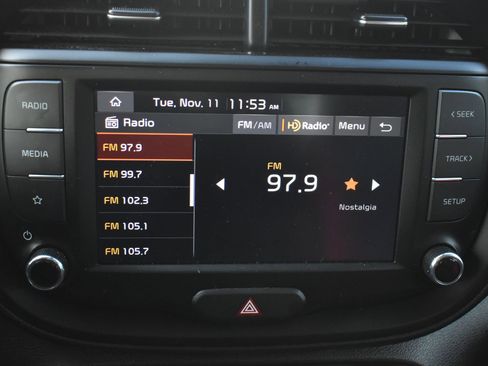 Tue, Nov. 11 11:53 AM
Radio FM/AM HD Radio Menu
RADIO
MEDIA
FM 97.9
FM 99.7
FM 102.3
FM 105.1
FM 105.7
FM
97.9
Nostalgia
< SEEK
TRACK >
SETUP